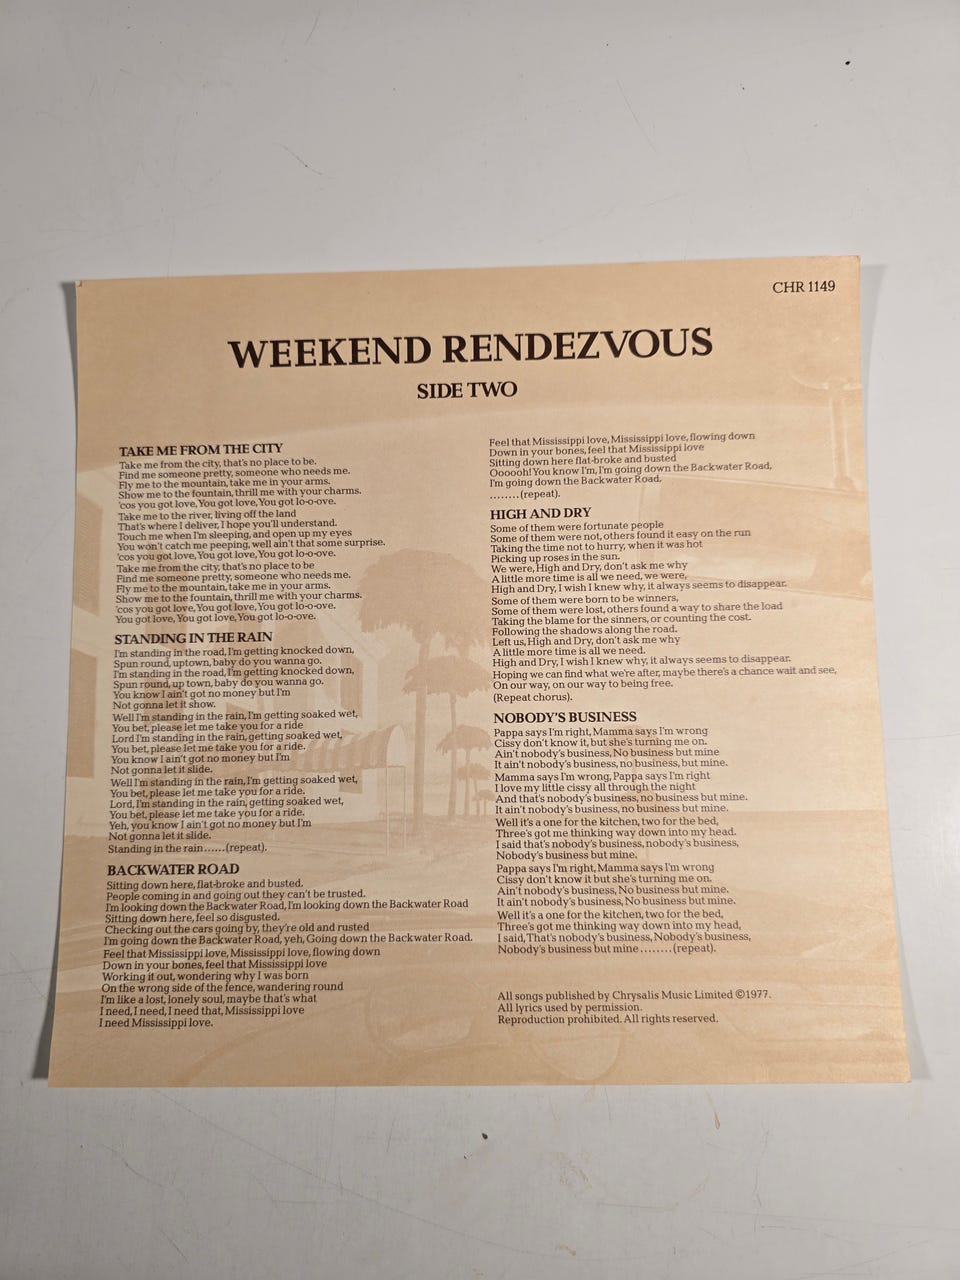 CHR 1149
WEEKEND RENDEZVOUS
SIDE TWO
TAKE ME FROM THE CITY
Take me from the city, that's no place to be.
Find me someone pretty, someone who needs me.
Fly me to the mountain, take me in your arms.
Show me to the fountain, thrill me with your charms.
'cos you got love, You got love, You got lo-o-ove.
Take me to the river, living off the land
That's where I deliver, I hope you'll understand.
Touch me when I'm sleeping, and open up my eyes
You won't catch me peeping, well ain't that some surprise.
'cos you got love, You got love, You got lo-o-ove.
Take me from the city, that's no place to be
Find me someone pretty, someone who needs me.
Fly me to the mountain, take me in your arms.
Show me to the fountain, thrill me with your charms.
'cos you got love, You got love, You got lo-o-ove.
You got love, You got love, You got lo-o-ove.
STANDING IN THE RAIN
I'm standing in the road, I'm getting knocked down,
Spun round, uptown, baby do you wanna go.
I'm standing in the road, I'm getting knocked down,
Spun round, up town, baby do you wanna go.
You know I ain't got no money but I'm
Not gonna let it show.
Well I'm standing in the rain, I'm getting soaked wet,
You bet, please let me take you for a ride
Lord I'm standing in the rain, getting soaked wet,
You bet, please let me take you for a ride.
You know I ain't got no money but I'm
Not gonna let it slide.
Well I'm standing in the rain, I'm getting soaked wet,
You bet, please let me take you for a ride.
Lord, I'm standing in the rain, getting soaked wet,
You bet, please let me take you for a ride.
Yeh, you know I ain't got no money but I'm
Not gonna let it slide.
Standing in the rain......(repeat).
BACKWATER ROAD
Sitting down here, flat-broke and busted.
People coming in and going out they can't be trusted.
I'm looking down the Backwater Road, I'm looking down the Backwater Road
Sitting down here, feel so disgusted.
Checking out the cars going by, they're old and rusted
I'm going down the Backwater Road, yeh, Going down the Backwater Road.
Feel that Mississippi love, Mississippi love, flowing down
Down in your bones, feel that Mississippi love
Working it out, wondering why I was born
On the wrong side of the fence, wandering round
I'm like a lost, lonely soul, maybe that's what
I need, I need, I need that, Mississippi love
I need Mississippi love.
Feel that Mississippi love, Mississippi love, flowing down
Down in your bones, feel that Mississippi love
Sitting down here flat-broke and busted
Oooooh! You know I'm, I'm going down the Backwater Road,
I'm going down the Backwater Road,
........(repeat).
HIGH AND DRY
Some of them were fortunate people
Some of them were not, others found it easy on the run
Taking the time not to hurry, when it was hot
Picking up roses in the sun.
We were, High and Dry, don't ask me why
A little more time is all we need, we were,
High and Dry, I wish I knew why, it always seems to disappear.
Some of them were born to be winners,
Some of them were lost, others found a way to share the load
Taking the blame for the sinners, or counting the cost.
Following the shadows along the road.
Left us, High and Dry, don't ask me why
A little more time is all we need.
High and Dry, I wish I knew why, it always seems to disappear.
Hoping we can find what we're after, maybe there's a chance wait and see,
On our way, on our way to being free.
(Repeat chorus).
NOBODY'S BUSINESS
Pappa says I'm right, Mamma says I'm wrong
Cissy don't know it, but she's turning me on.
Ain't nobody's business, No business but mine
It ain't nobody's business, no business, but mine.
Mamma says I'm wrong, Pappa says I'm right
I love my little cissy all through the night
And that's nobody's business, no business but mine.
It ain't nobody's business, no business but mine.
Well it's a one for the kitchen, two for the bed,
Three's got me thinking way down into my head.
I said that's nobody's business, nobody's business,
Nobody's business but mine.
Pappa says I'm right, Mamma says I'm wrong
Cissy don't know it but she's turning me on.
Ain't nobody's business, No business but mine.
It ain't nobody's business, No business but mine.
Well it's a one for the kitchen, two for the bed,
Three's got me thinking way down into my head,
I said, That's nobody's business, Nobody's business,
Nobody's business but mine........(repeat).
All songs published by Chrysalis Music Limited ©1977.
All lyrics used by permission.
Reproduction prohibited. All rights reserved.